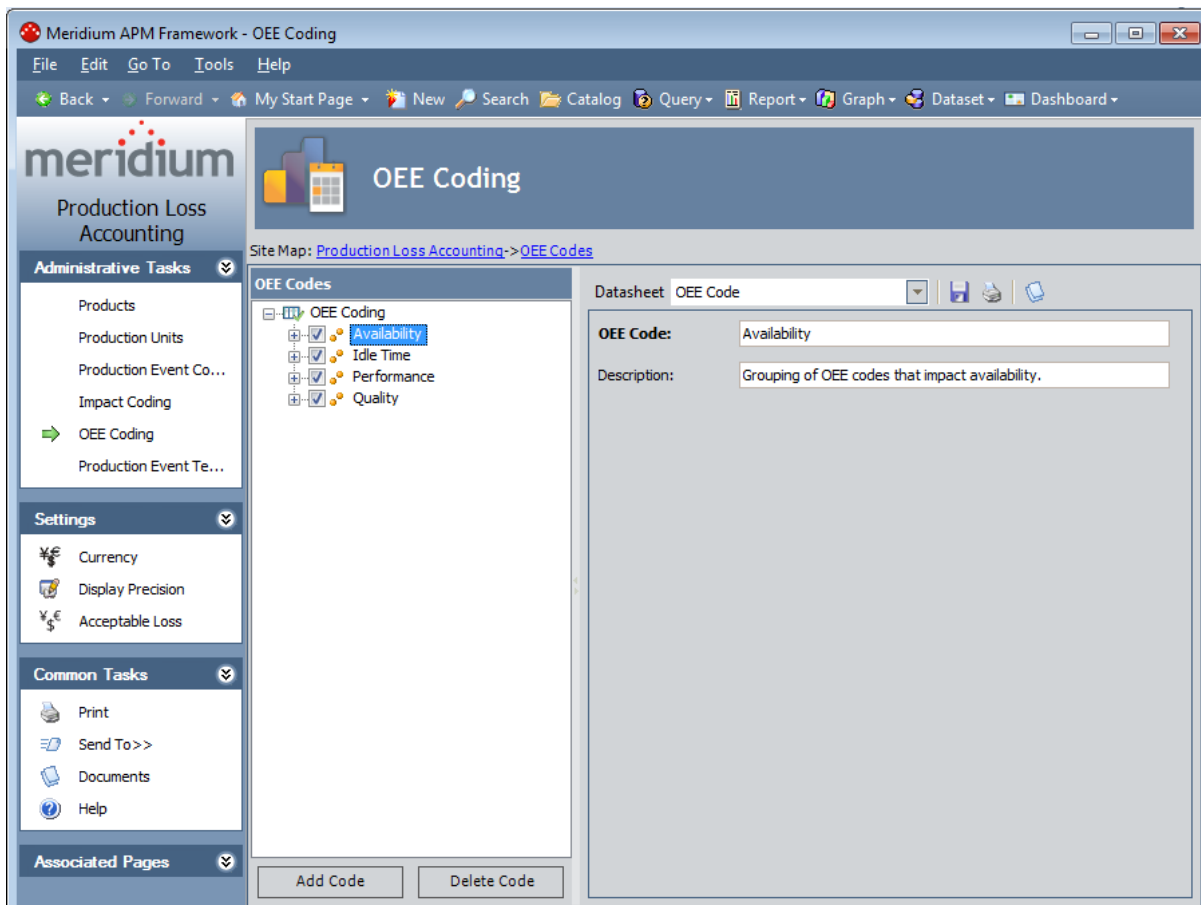 Meridium APM Framework - OEE Coding
File Edit Go To Tools Help
Back Forward My Start Page New Search Catalog Query Report Graph Dataset Dashboard
meridium
Production Loss
Accounting
Administrative Tasks
Products
Production Units
Production Event Co...
Impact Coding
OEE Coding
Production Event Te...
Settings
Currency
Display Precision
Acceptable Loss
Common Tasks
Print
Send To>>
Documents
Help
Associated Pages
OEE Coding
Site Map: Production Loss Accounting->OEE Codes
OEE Codes
OEE Coding
Availability
Idle Time
Performance
Quality
Add Code Delete Code
Datasheet OEE Code
OEE Code: Availability
Description: Grouping of OEE codes that impact availability.